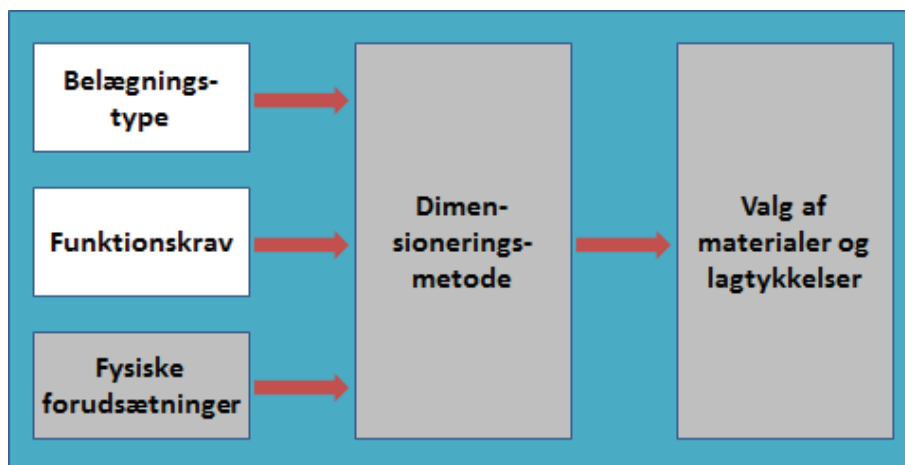 Belægnings-
type
Funktionskrav
Fysiske
forudsætninger
Dimen-
sionerings-
metode
Valg af
materialer og
lagtykkelser